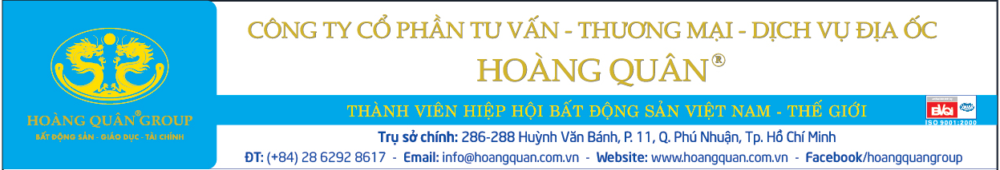 CÔNG TY CỔ PHẦN TƯ VẤN - THƯƠNG MẠI - DỊCH VỤ ĐỊA ỐC
HOÀNG QUÂN®
HOÀNG QUÂN®GROUP
BẤT ĐỘNG SẢN - GIÁO DỤC - TÀI CHÍNH
THÀNH VIÊN HIỆP HỘI BẤT ĐỘNG SẢN VIỆT NAM - THẾ GIỚI
BVQI
ISO 9001:2000
Trụ sở chính: 286-288 Huỳnh Văn Bánh, P. 11, Q. Phú Nhuận, Tp. Hồ Chí Minh
ĐT: (+84) 28 6292 8617 - Email: info@hoangquan.com.vn - Website: www.hoangquan.com.vn - Facebook/hoangquangroup